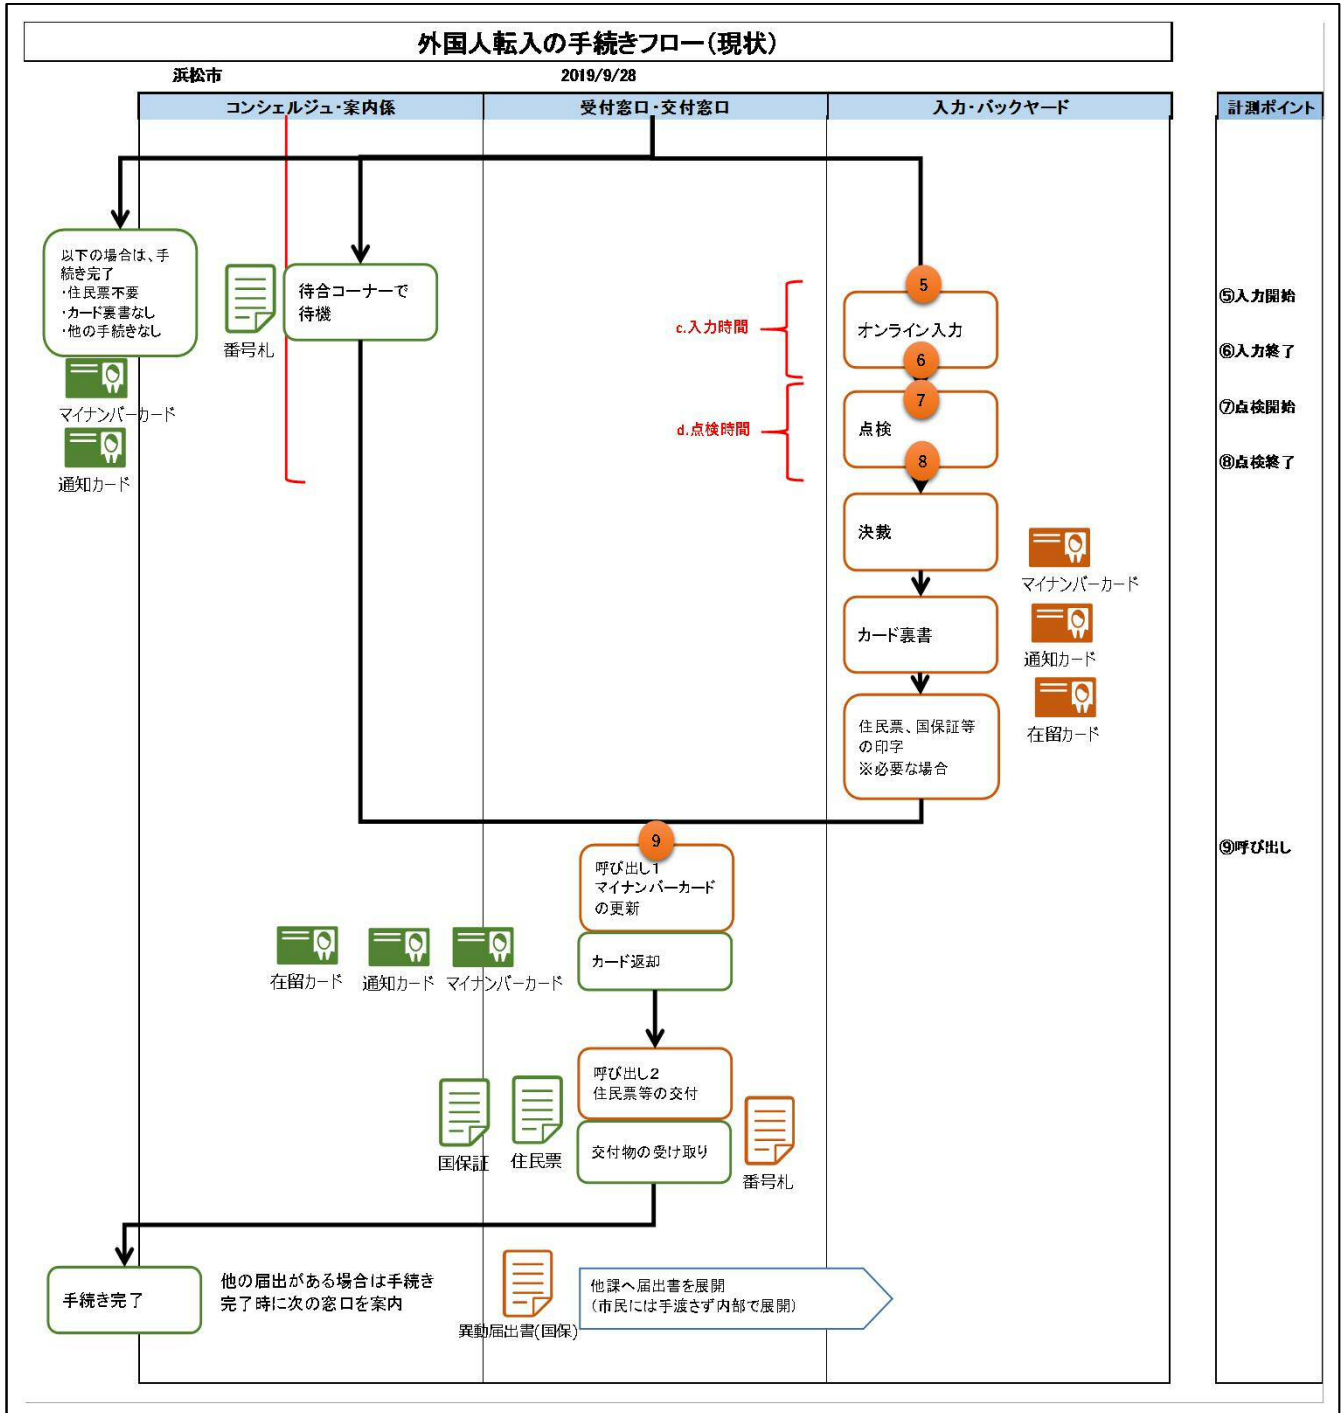 外国人転入の手続きフロー(現状)
浜松市
2019/9/28
コンシェルジュ・案内係
受付窓口・交付窓口
入力・バックヤード
計測ポイント
以下の場合は、手
続き完了
・住民票不要
・カード裏書なし
・他の手続きなし
マイナンバーカード
通知カード
番号札
待合コーナーで
待機
c.入力時間
d.点検時間
5
オンライン入力
6
7
点検
8
決裁
カード裏書
住民票、国保証等
の印字
※必要な場合
マイナンバーカード
通知カード
在留カード
⑤入力開始
⑥入力終了
⑦点検開始
⑧点検終了
⑨呼び出し
9
呼び出し1
マイナンバーカード
の更新
カード返却
在留カード
通知カード
マイナンバーカード
呼び出し2
住民票等の交付
交付物の受け取り
国保証
住民票
番号札
手続き完了
他の届出がある場合は手続き
完了時に次の窓口を案内
異動届出書(国保)
他課へ届出書を展開
(市民には手渡さず内部で展開)